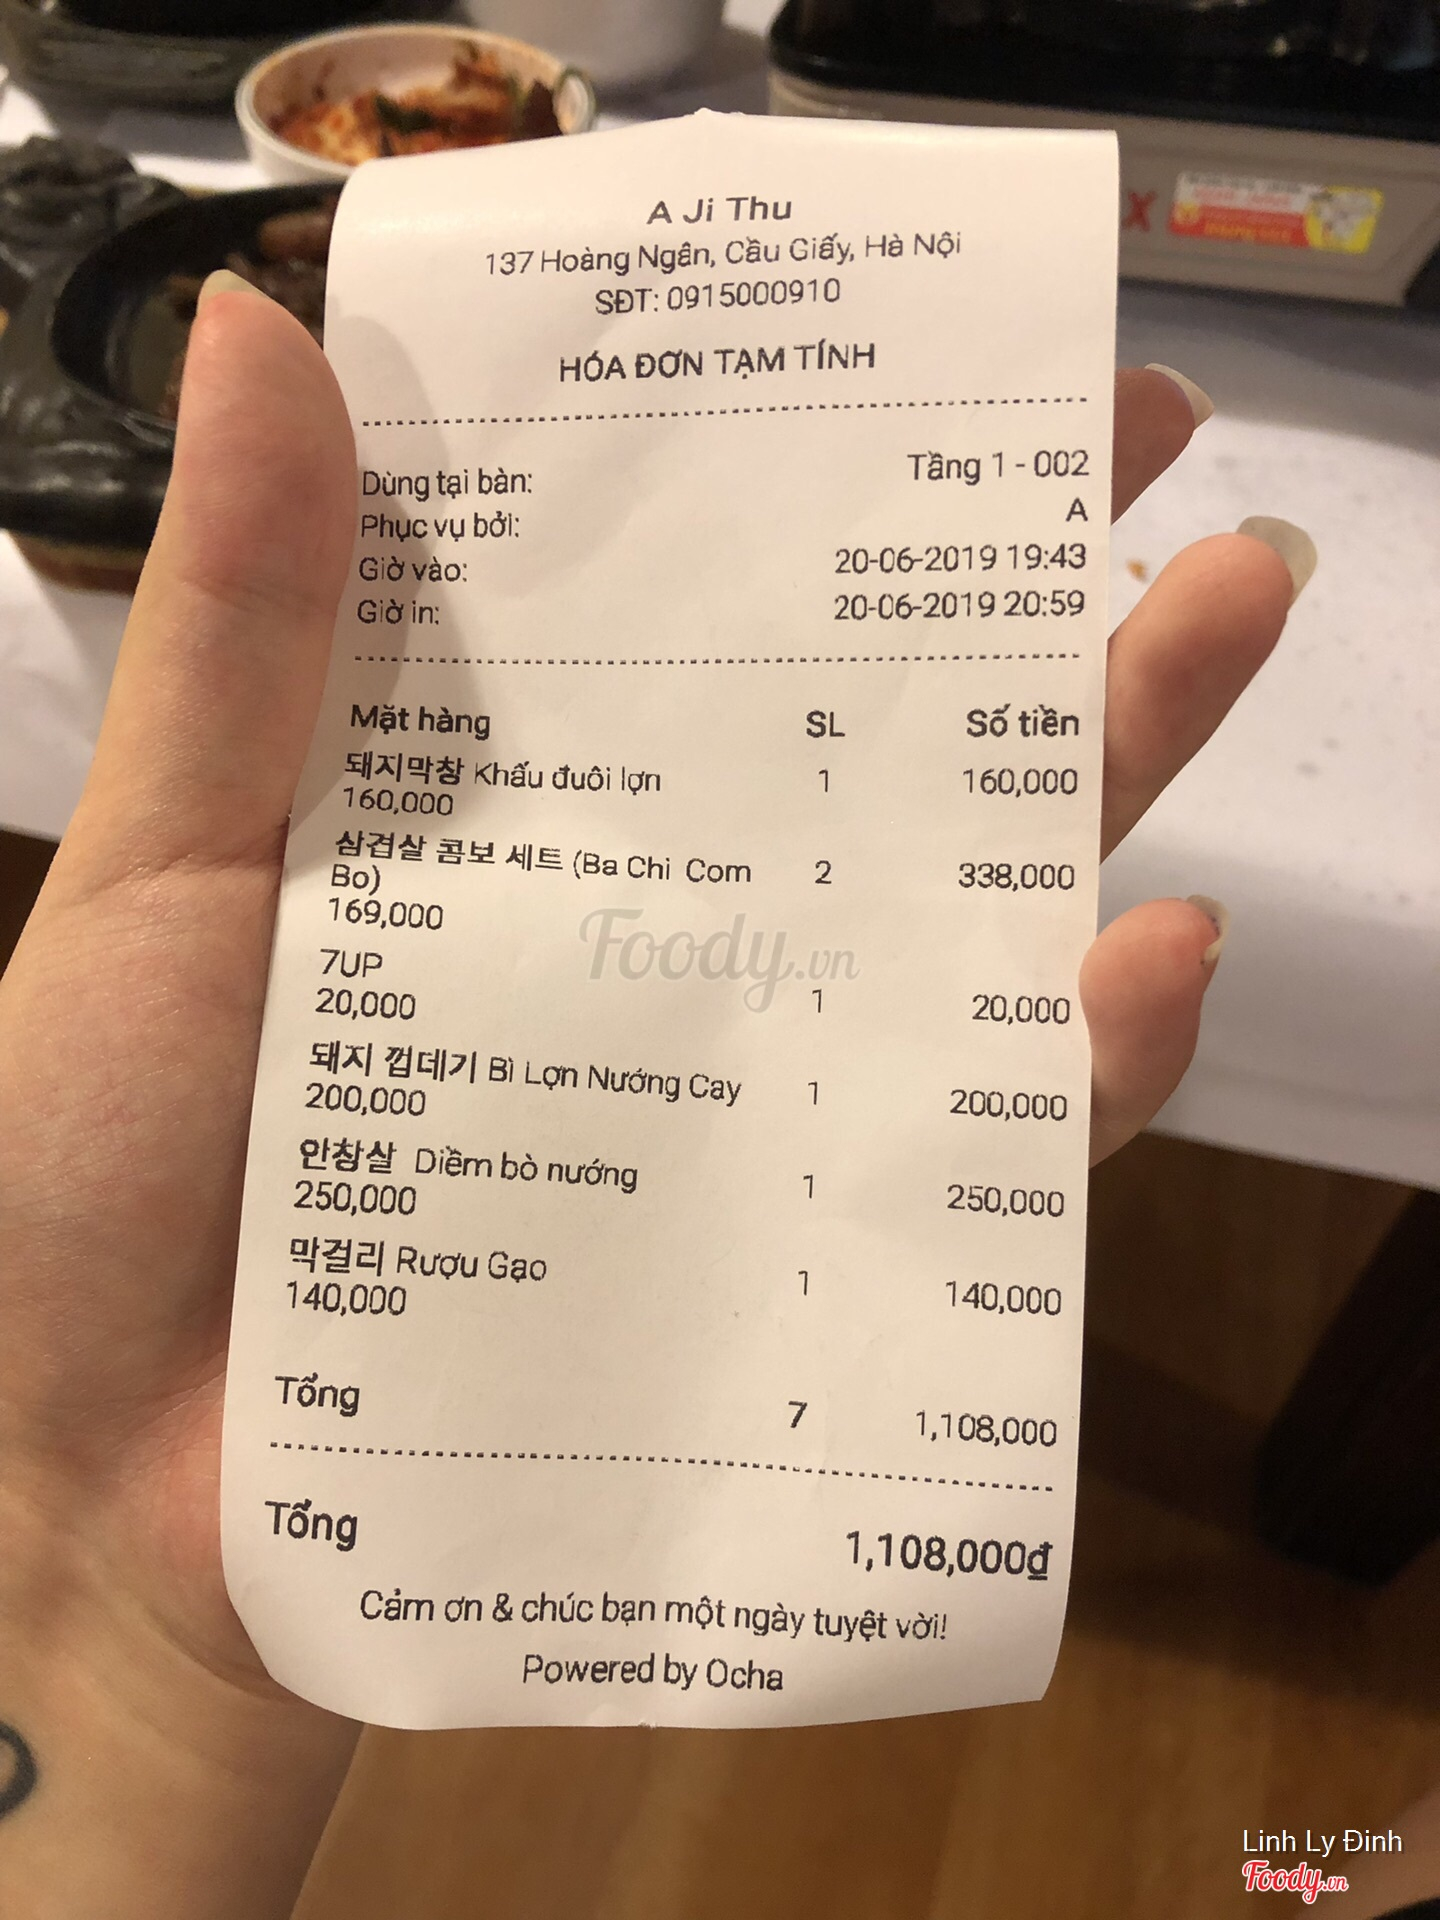 A Ji Thu
137 Hoàng Ngân, Cầu Giấy, Hà Nội
SĐT: 0915000910
HÓA ĐƠN TẠM TÍNH
Dùng tại bàn: Tầng 1 - 002
Phục vụ bởi: A
Giờ vào: 20-06-2019 19:43
Giờ in: 20-06-2019 20:59
Mặt hàng SL Số tiền
돼지막창 Khấu đuôi lợn 1 160,000
160,000
삼겹살 콤보 세트 (Ba Chi Com 2 338,000
Bo)
169,000
Foody.vn
7UP 1 20,000
20,000
돼지 껍데기 Bì Lợn Nướng Cay 1 200,000
200,000
안창살 Diềm bò nướng 1 250,000
250,000
막걸리 Rượu Gạo 1 140,000
140,000
Tổng 7 1,108,000
Tổng 1,108,000₫
Cảm ơn & chúc bạn một ngày tuyệt vời!
Powered by Ocha
Linh Ly Đinh
Foody.vn